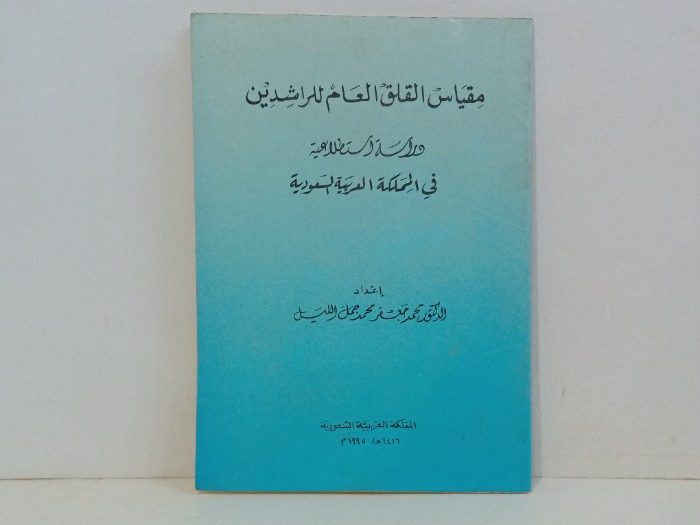 مقياس القلق العام للراشدين
دراسة استطلاعية
في المملكة العربية السعودية
إعداد
الدكتور محمد جعفر محمد جمل الليل
المملكة العربية السعودية
١٤١٦هـ / ١٩٩٥م